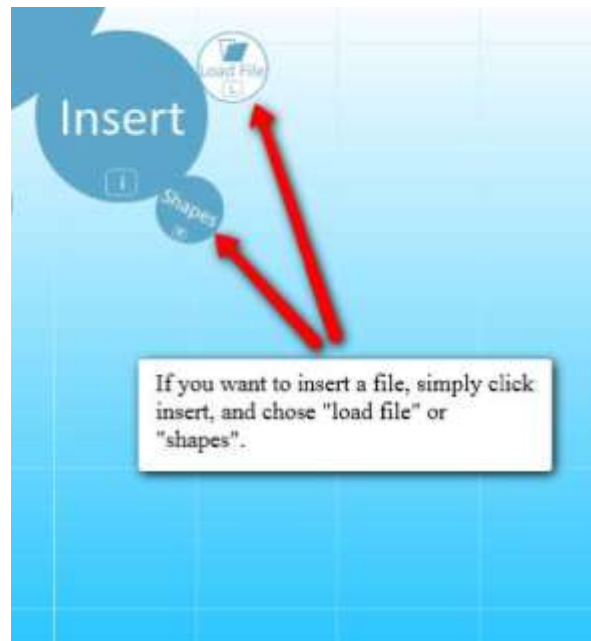 Load File
L
Insert
I
Shapes
If you want to insert a file, simply click
insert, and chose "load file" or
"shapes".